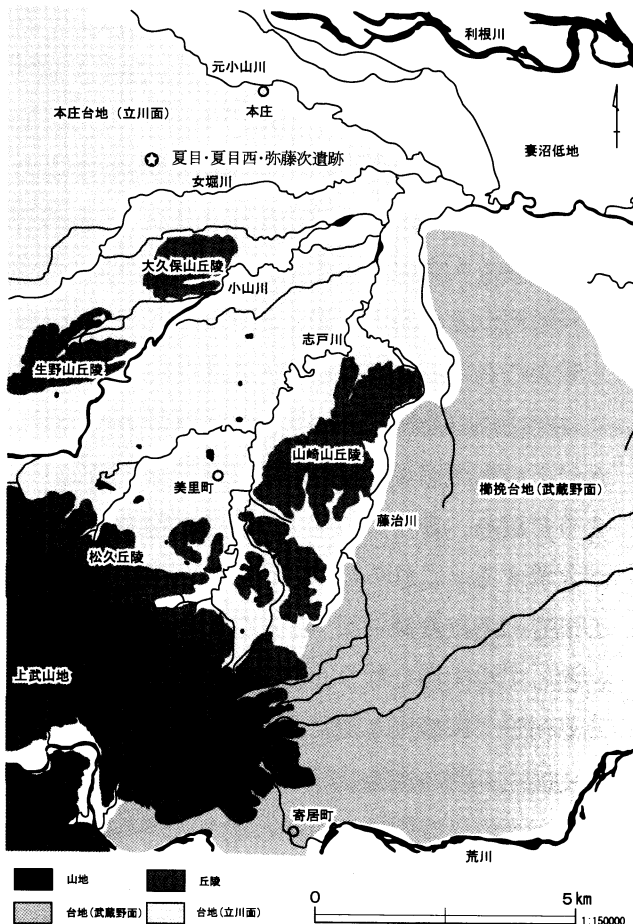 利根川
元小山川
本庄
本庄台地（立川面）
妻沼低地
夏目・夏目西・弥藤次遺跡
女堀川
大久保山丘陵
小山川
志戸川
生野山丘陵
山崎山丘陵
美里町
櫛挽台地（武蔵野面）
藤治川
松久丘陵
上武山地
寄居町
荒川
山地
丘陵
台地（武蔵野面）
台地（立川面）
0
5km
1:150000